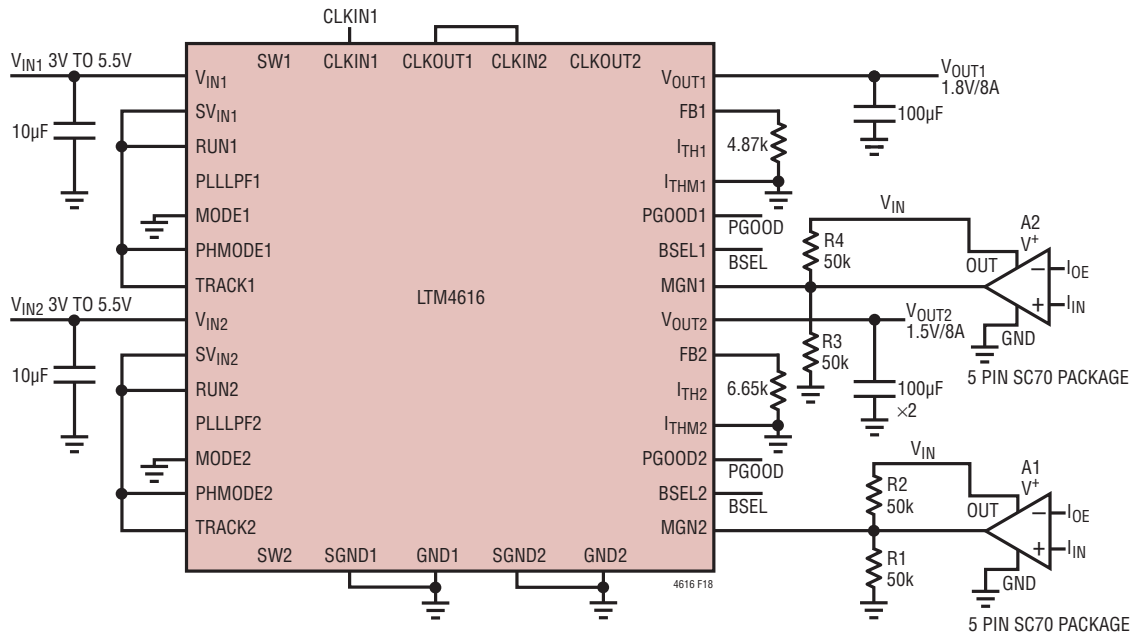 CLKIN1
V_IN1 3V TO 5.5V
10µF
SW1 CLKIN1 CLKOUT1 CLKIN2 CLKOUT2
V_IN1
SV_IN1
RUN1
PLLLPF1
MODE1
PHMODE1
TRACK1
V_IN2 3V TO 5.5V
10µF
V_IN2
SV_IN2
RUN2
PLLLPF2
MODE2
PHMODE2
TRACK2
LTM4616
SW2 SGND1 GND1 SGND2 GND2
V_OUT1
FB1
I_TH1
I_THM1
PGOOD1
BSEL1
MGN1
V_OUT2
FB2
I_TH2
I_THM2
PGOOD2
BSEL2
MGN2
4616 F18
V_OUT1
1.8V/8A
100µF
4.87k
PGOOD
BSEL
V_IN
R4
50k
R3
50k
A2
V+
OUT
−
I_OE
+
I_IN
GND
5 PIN SC70 PACKAGE
V_OUT2
1.5V/8A
100µF
×2
6.65k
PGOOD
BSEL
V_IN
R2
50k
R1
50k
A1
V+
OUT
−
I_OE
+
I_IN
GND
5 PIN SC70 PACKAGE